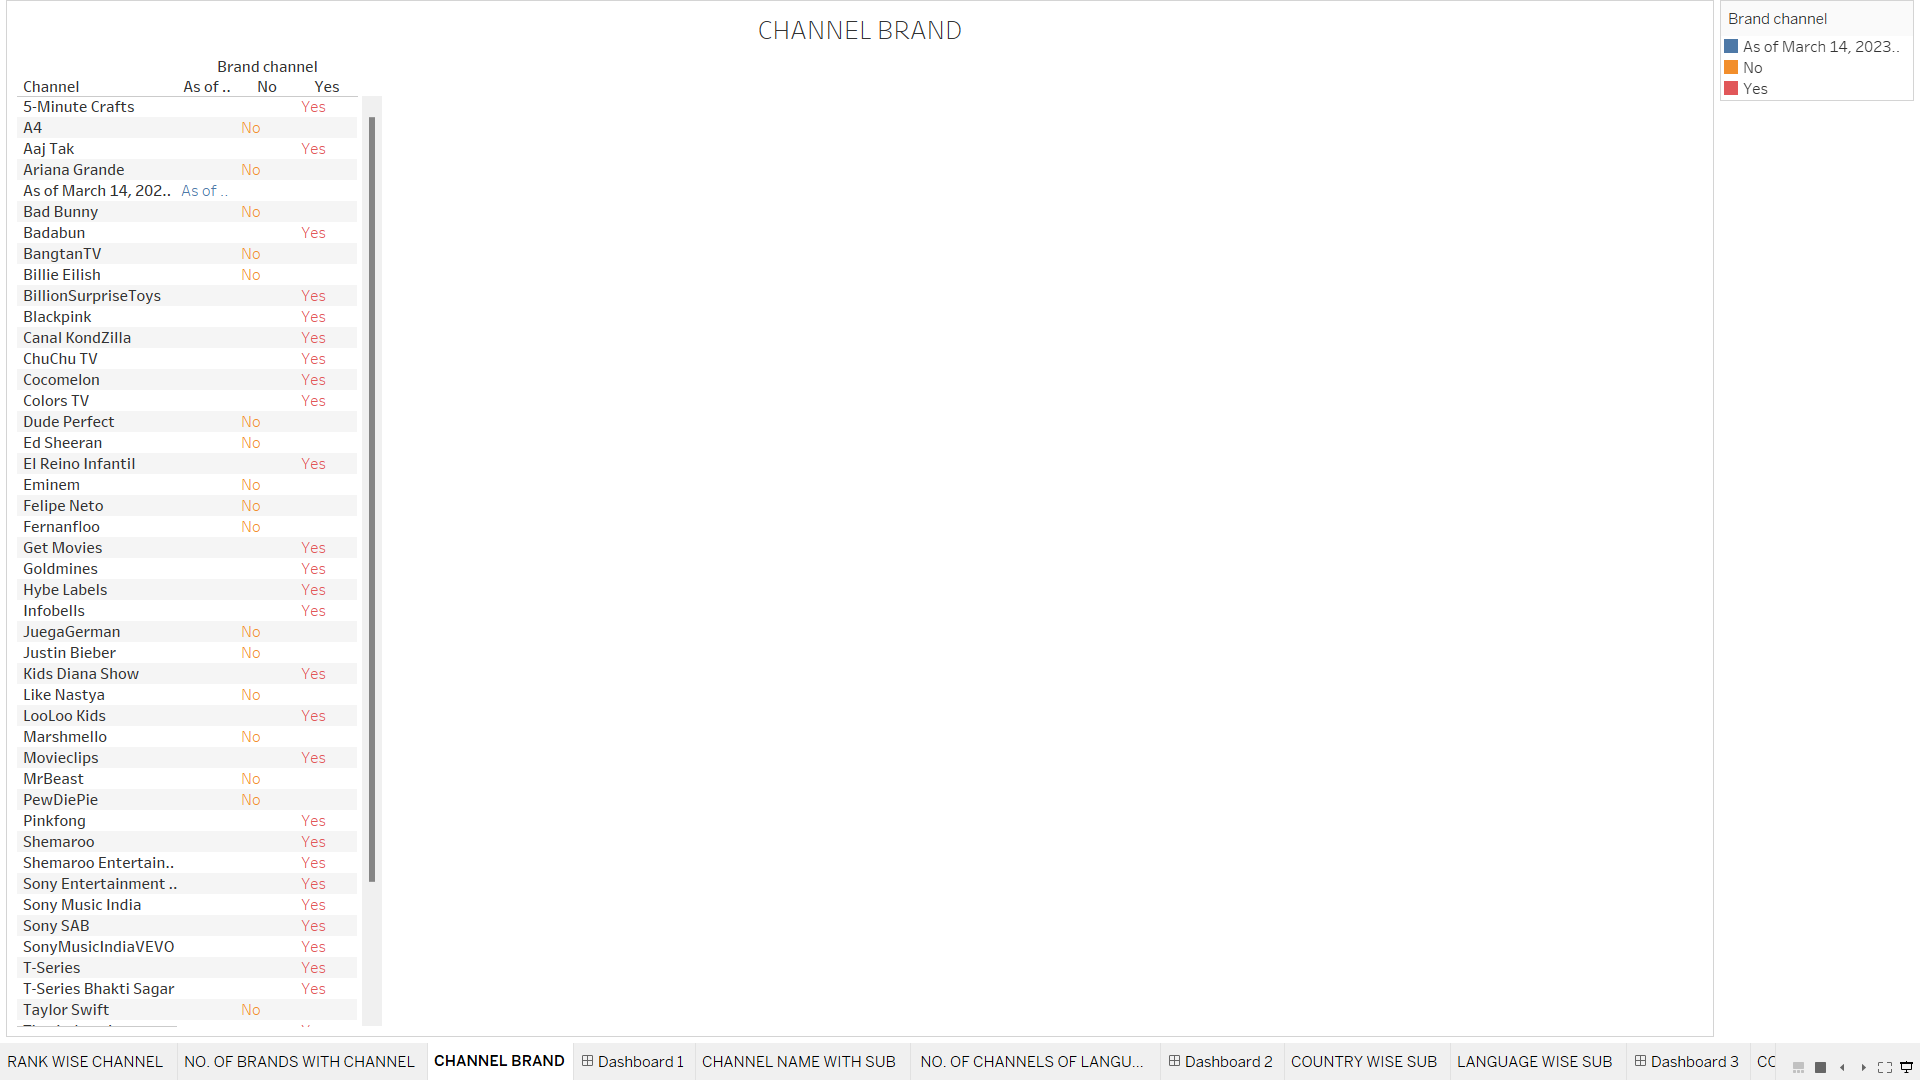 CHANNEL BRAND
Brand channel
Channel As of .. No Yes
5-Minute Crafts Yes
A4 No
Aaj Tak Yes
Ariana Grande No
As of March 14, 202.. As of ..
Bad Bunny No
Badabun Yes
BangtanTV No
Billie Eilish No
BillionSurpriseToys Yes
Blackpink Yes
Canal KondZilla Yes
ChuChu TV Yes
Cocomelon Yes
Colors TV Yes
Dude Perfect No
Ed Sheeran No
El Reino Infantil Yes
Eminem No
Felipe Neto No
Fernanfloo No
Get Movies Yes
Goldmines Yes
Hybe Labels Yes
Infobells Yes
JuegaGerman No
Justin Bieber No
Kids Diana Show Yes
Like Nastya No
LooLoo Kids Yes
Marshmello No
Movieclips Yes
MrBeast No
PewDiePie No
Pinkfong Yes
Shemaroo Yes
Shemaroo Entertain.. Yes
Sony Entertainment .. Yes
Sony Music India Yes
Sony SAB Yes
SonyMusicIndiaVEVO Yes
T-Series Yes
T-Series Bhakti Sagar Yes
Taylor Swift No
Brand channel
As of March 14, 2023..
No
Yes
RANK WISE CHANNEL NO. OF BRANDS WITH CHANNEL CHANNEL BRAND Dashboard 1 CHANNEL NAME WITH SUB NO. OF CHANNELS OF LANGU... Dashboard 2 COUNTRY WISE SUB LANGUAGE WISE SUB Dashboard 3